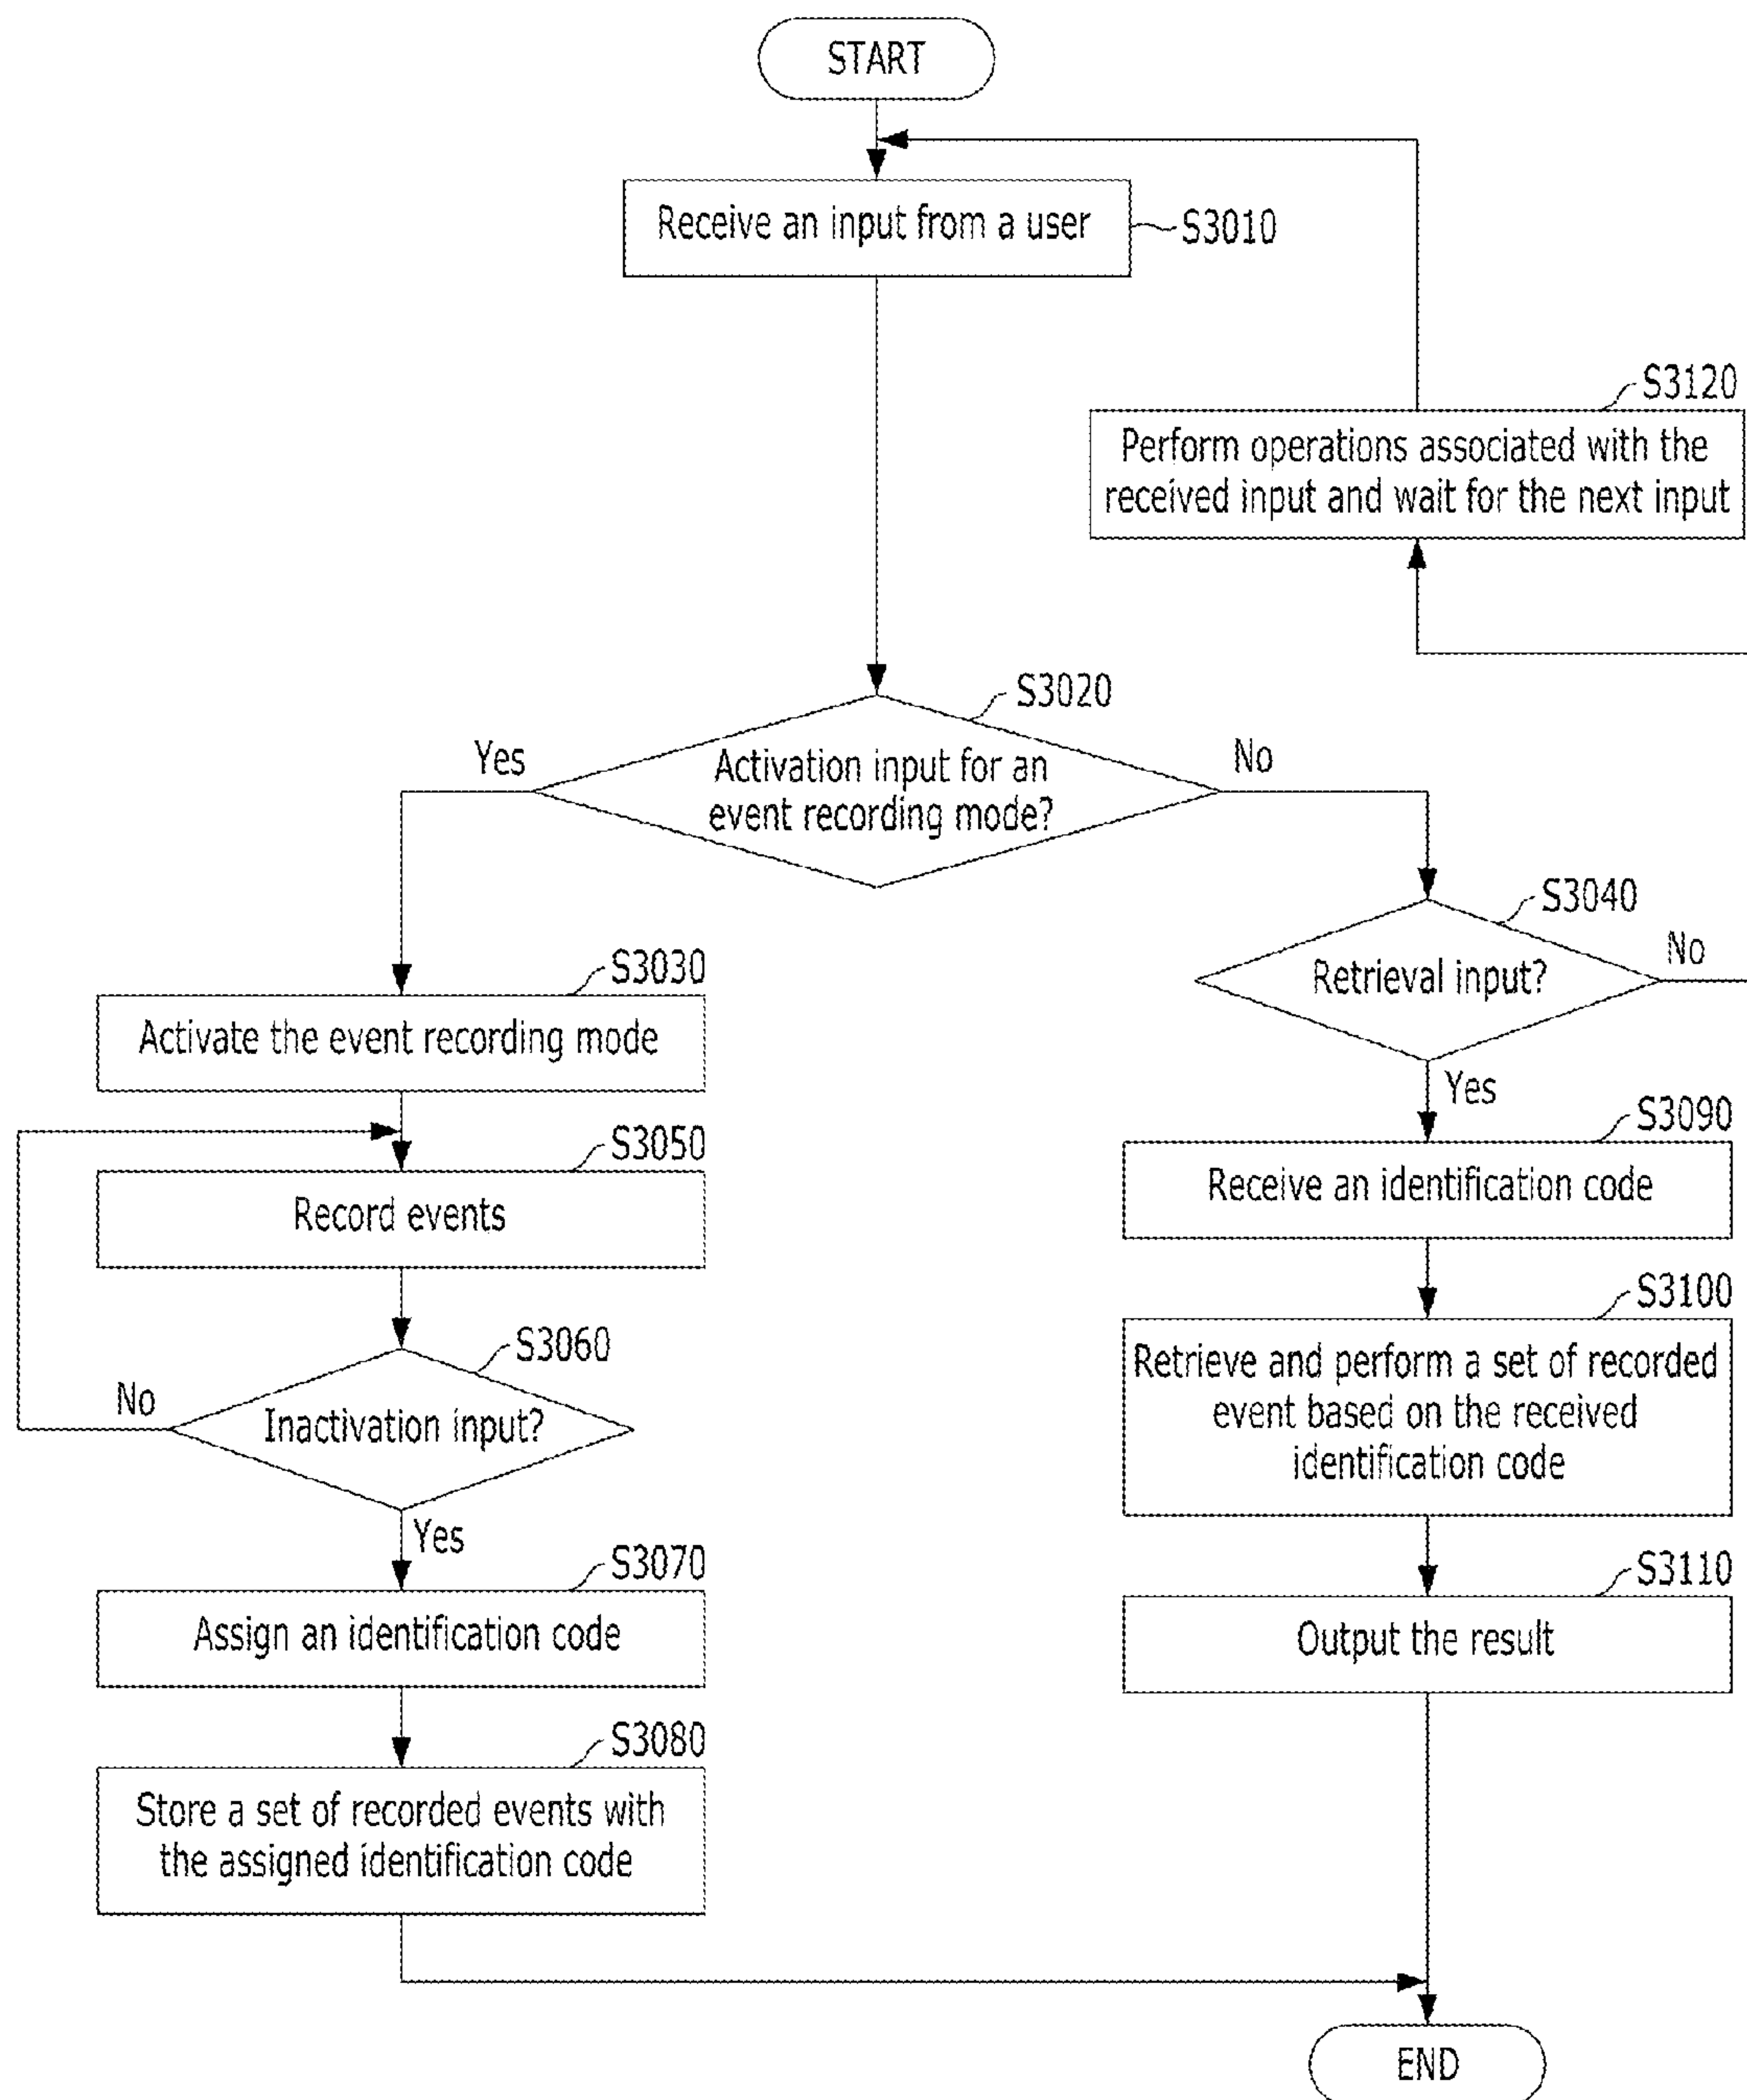 START
Receive an input from a user
S3010
S3120
Perform operations associated with the
received input and wait for the next input
S3020
Yes
Activation input for an
event recording mode?
No
S3040
Retrieval input?
No
Yes
S3030
Activate the event recording mode
S3050
Record events
S3060
No
Inactivation input?
Yes
S3070
Assign an identification code
S3080
Store a set of recorded events with
the assigned identification code
S3090
Receive an identification code
S3100
Retrieve and perform a set of recorded
event based on the received
identification code
S3110
Output the result
END